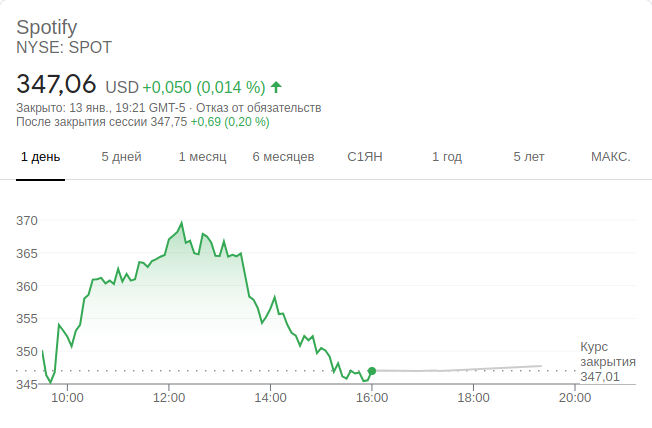 Spotify
NYSE: SPOT
347,06 USD +0,050 (0,014 %)
Закрыто: 13 янв., 19:21 GMT-5 · Отказ от обязательств
После закрытия сессии 347,75 +0,69 (0,20 %)
1 день 5 дней 1 месяц 6 месяцев С1ЯН 1 год 5 лет МАКС.
370
365
360
355
350
345
Курс
закрытия
347,01
10:00 12:00 14:00 16:00 18:00 20:00